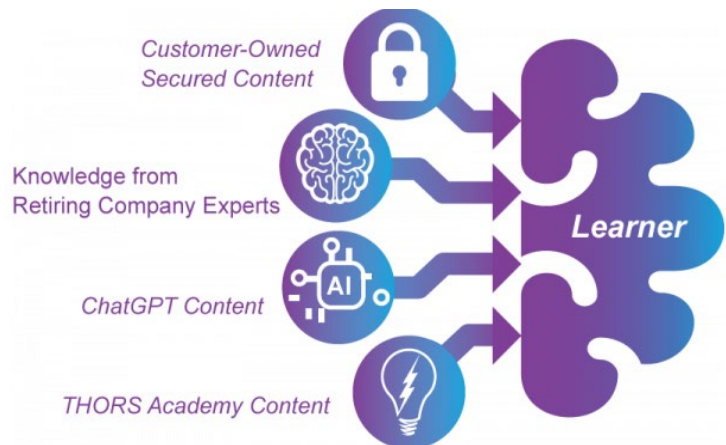 Customer-Owned
Secured Content
Knowledge from
Retiring Company Experts
Learner
AI
ChatGPT Content
THORS Academy Content